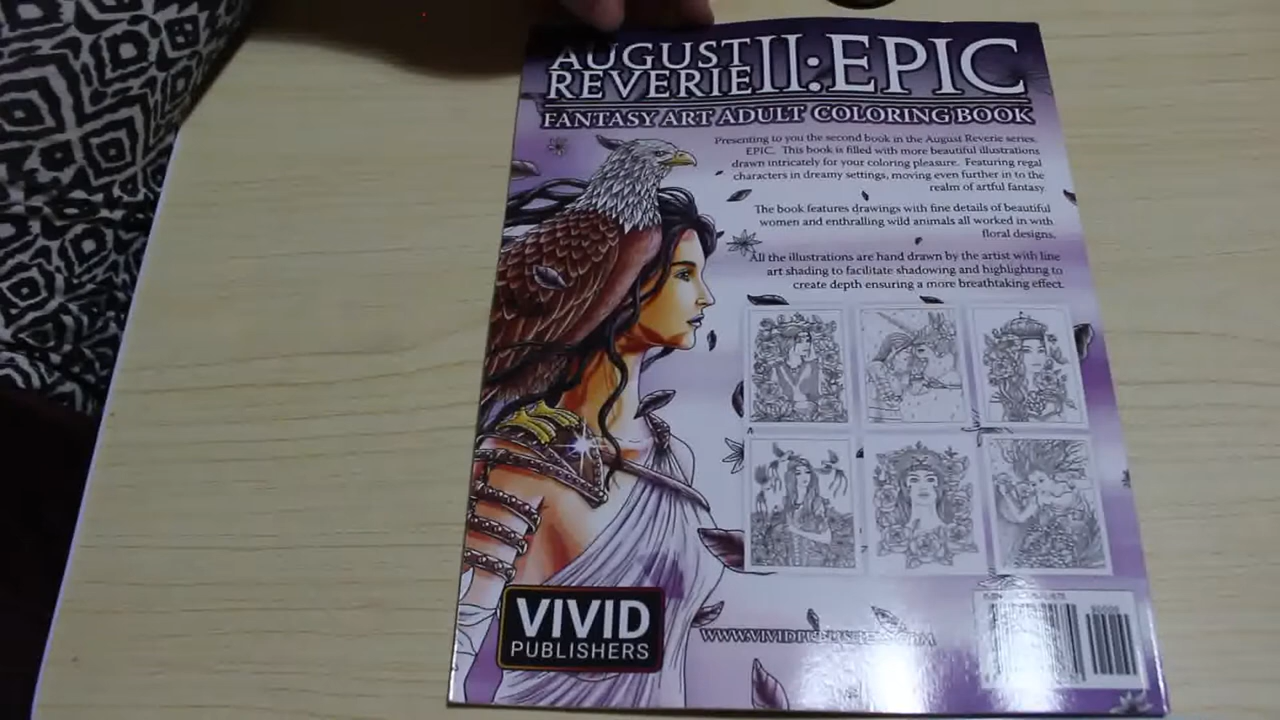 AUGUST
REVERIE II:EPIC
FANTASY ART ADULT COLORING BOOK
Presenting to you the second book in the August Reverie series,
EPIC. This book is filled with more beautiful illustrations
drawn intricately for your coloring pleasure. Featuring regal
characters in dreamy settings, moving even further in to the
realm of artful fantasy
The book features drawings with fine details of beautiful
women and enthralling wild animals all worked in with
floral designs.
All the illustrations are hand drawn by the artist with line
art shading to facilitate shadowing and highlighting to
create depth ensuring a more breathtaking effect.
VIVID
PUBLISHERS
WWW.VIVIDPUBLISHERS.COM